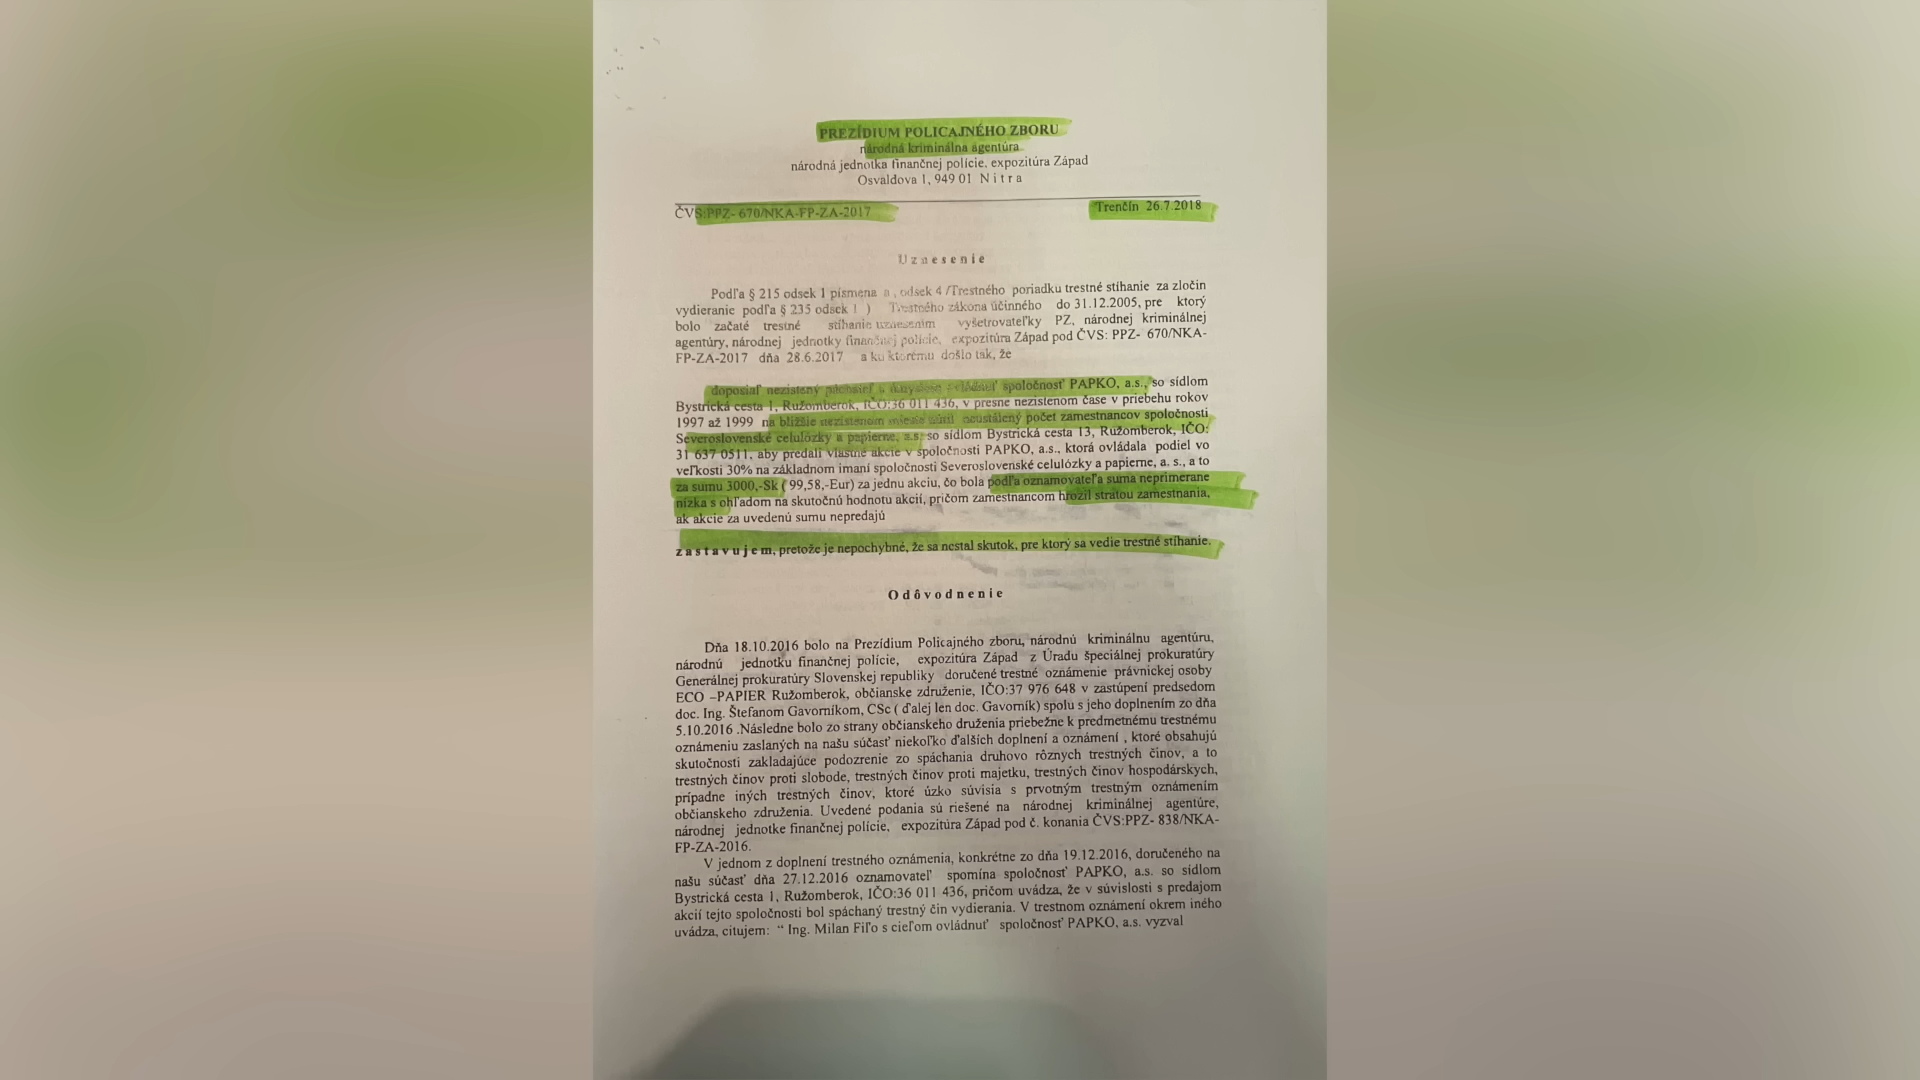 PREZÍDIUM POLICAJNÉHO ZBORU
národná kriminálna agentúra
národná jednotka finančnej polície, expozitúra Západ
Osvaldova 1, 949 01 N i t r a
ČVS:PPZ- 670/NKA-FP-ZA-2017
Trenčín 26.7.2018
U z n e s e n i e
Podľa § 215 odsek 1 písmena a , odsek 4 /Trestného poriadku trestné stíhanie za zločin
vydieranie podľa § 235 odsek 1 ) Trestného zákona účinného do 31.12.2005, pre ktorý
bolo začaté trestné stíhanie uznesením vyšetrovateľky PZ, národnej kriminálnej
agentúry, národnej jednotky finančnej polície, expozitúra Západ pod ČVS: PPZ- 670/NKA-
FP-ZA-2017 dňa 28.6.2017 a ku ktorému došlo tak, že
doposiaľ nezistený páchateľ v úmysle ovládnuť spoločnosť PAPKO, a.s., so sídlom
Bystrická cesta 1, Ružomberok, IČO:36 011 436, v presne nezistenom čase v priebehu rokov
1997 až 1999 na bližšie nezistenom mieste neustálený počet zamestnancov spoločnosti
Severoslovenské celulózky a papierne, a.s. so sídlom Bystrická cesta 13, Ružomberok, IČO:
31 637 0511, aby predali vlastné akcie v spoločnosti PAPKO, a.s., ktorá ovládala podiel vo
veľkosti 30% na základnom imaní spoločnosti Severoslovenské celulózky a papierne, a. s., a to
za sumu 3000,-Sk ( 99,58,-Eur) za jednu akciu, čo bola podľa oznamovateľa suma neprimerane
nízka s ohľadom na skutočnú hodnotu akcií, pričom zamestnancom hrozil stratou zamestnania,
ak akcie za uvedenú sumu nepredajú
z a s t a v u j e m, pretože je nepochybné, že sa nestal skutok, pre ktorý sa vedie trestné stíhanie.
O d ô v o d n e n i e
Dňa 18.10.2016 bolo na Prezídium Policajného zboru, národnú kriminálnu agentúru,
národnú jednotku finančnej polície, expozitúra Západ z Úradu špeciálnej prokuratúry
Generálnej prokuratúry Slovenskej republiky doručené trestné oznámenie právnickej osoby
ECO –PAPIER Ružomberok, občianske združenie, IČO:37 976 648 v zastúpení predsedom
doc. Ing. Štefanom Gavorníkom, CSc ( ďalej len doc. Gavorník) spolu s jeho doplnením zo dňa
5.10.2016 .Následne bolo zo strany občianskeho druženia priebežne k predmetnému trestnému
oznámeniu zaslaných na našu súčasť niekoľko ďalších doplnení a oznámení , ktoré obsahujú
skutočnosti zakladajúce podozrenie zo spáchania druhovo rôznych trestných činov, a to
trestných činov proti slobode, trestných činov proti majetku, trestných činov hospodárskych,
prípadne iných trestných činov, ktoré úzko súvisia s prvotným trestným oznámením
občianskeho združenia. Uvedené podania sú riešené na národnej kriminálnej agentúre,
národnej jednotke finančnej polície, expozitúra Západ pod č. konania ČVS:PPZ- 838/NKA-
FP-ZA-2016.
V jednom z doplnení trestného oznámenia, konkrétne zo dňa 19.12.2016, doručeného na
našu súčasť dňa 27.12.2016 oznamovateľ spomína spoločnosť PAPKO, a.s. so sídlom
Bystrická cesta 1, Ružomberok, IČO:36 011 436, pričom uvádza, že v súvislosti s predajom
akcií tejto spoločnosti bol spáchaný trestný čin vydierania. V trestnom oznámení okrem iného
uvádza, citujem: “ Ing. Milan Fiľo s cieľom ovládnuť spoločnosť PAPKO, a.s. vyzval